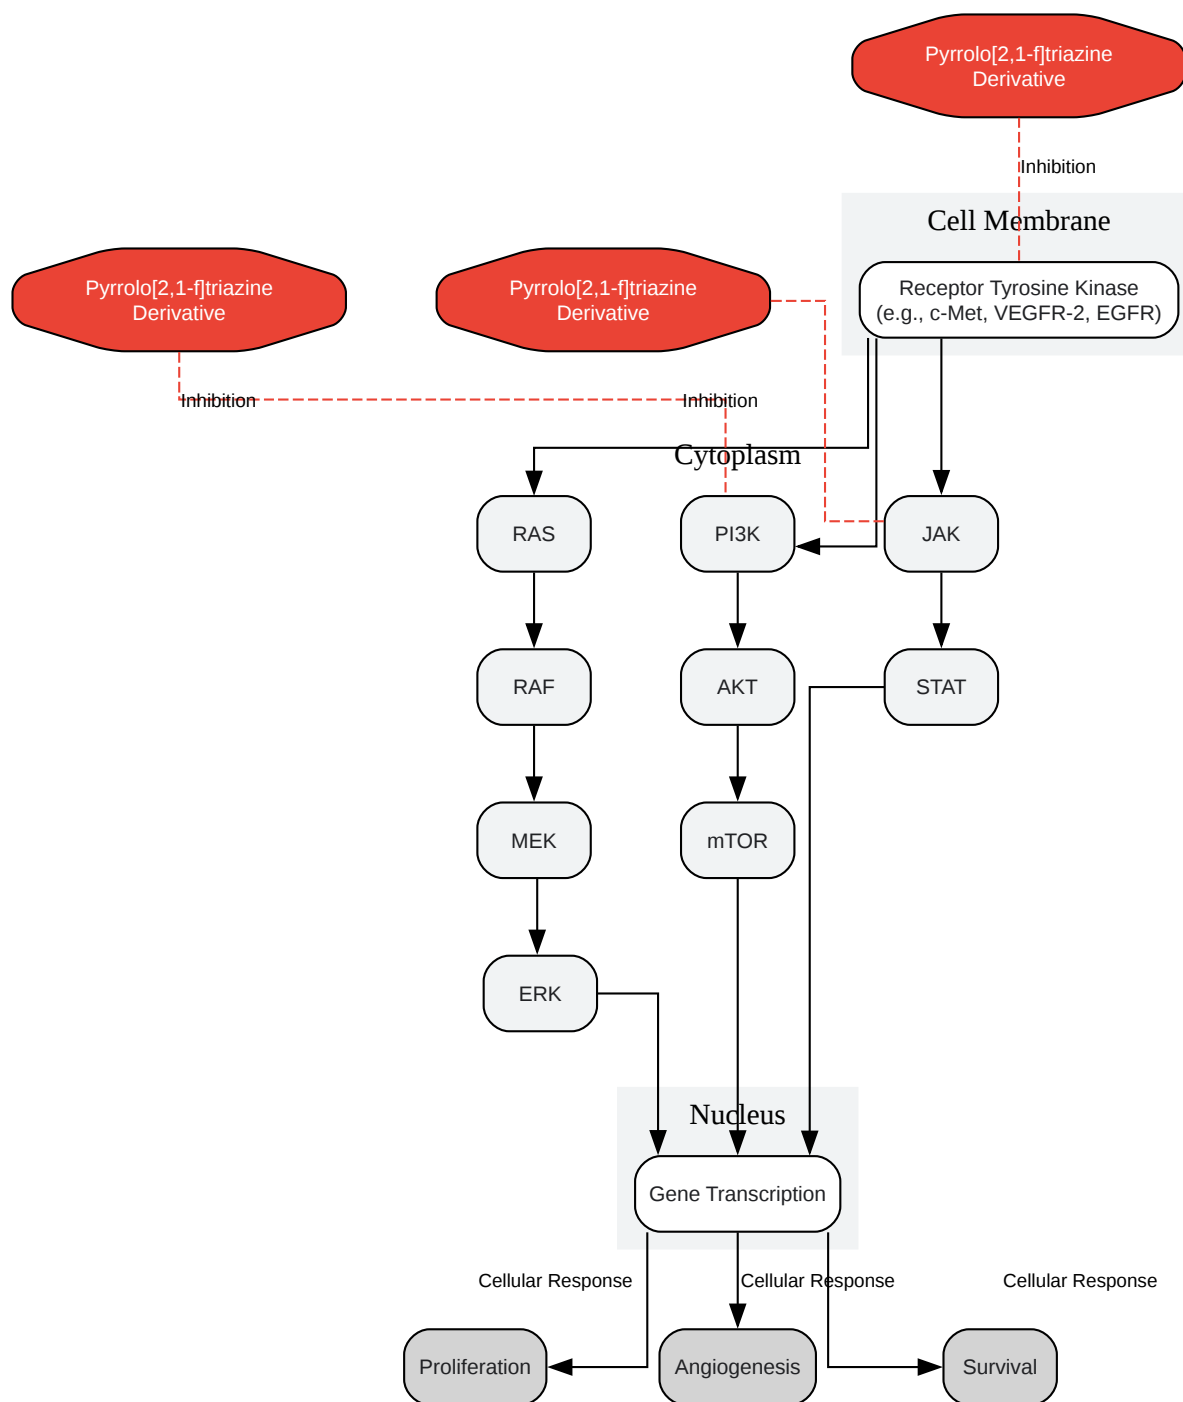 Pyrrolo[2,1-f]triazine
Derivative
Inhibition
Cell Membrane
Pyrrolo[2,1-f]triazine
Derivative
Pyrrolo[2,1-f]triazine
Derivative
Receptor Tyrosine Kinase
(e.g., c-Met, VEGFR-2, EGFR)
Inhibition
Inhibition
Cytoplasm
RAS
PI3K
JAK
RAF
AKT
STAT
MEK
mTOR
ERK
Nucleus
Gene Transcription
Cellular Response
Cellular Response
Cellular Response
Proliferation
Angiogenesis
Survival